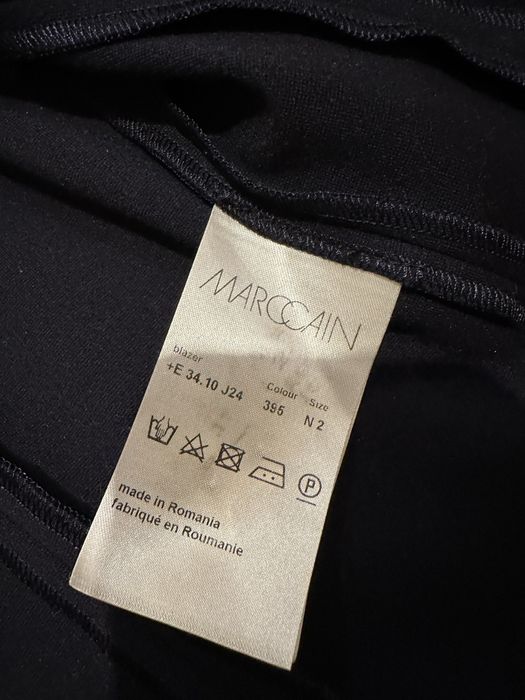 MARCCAIN
blazer Colour Size
+E 34.10 J24 395 N 2
P
made in Romania
fabriqué en Roumanie